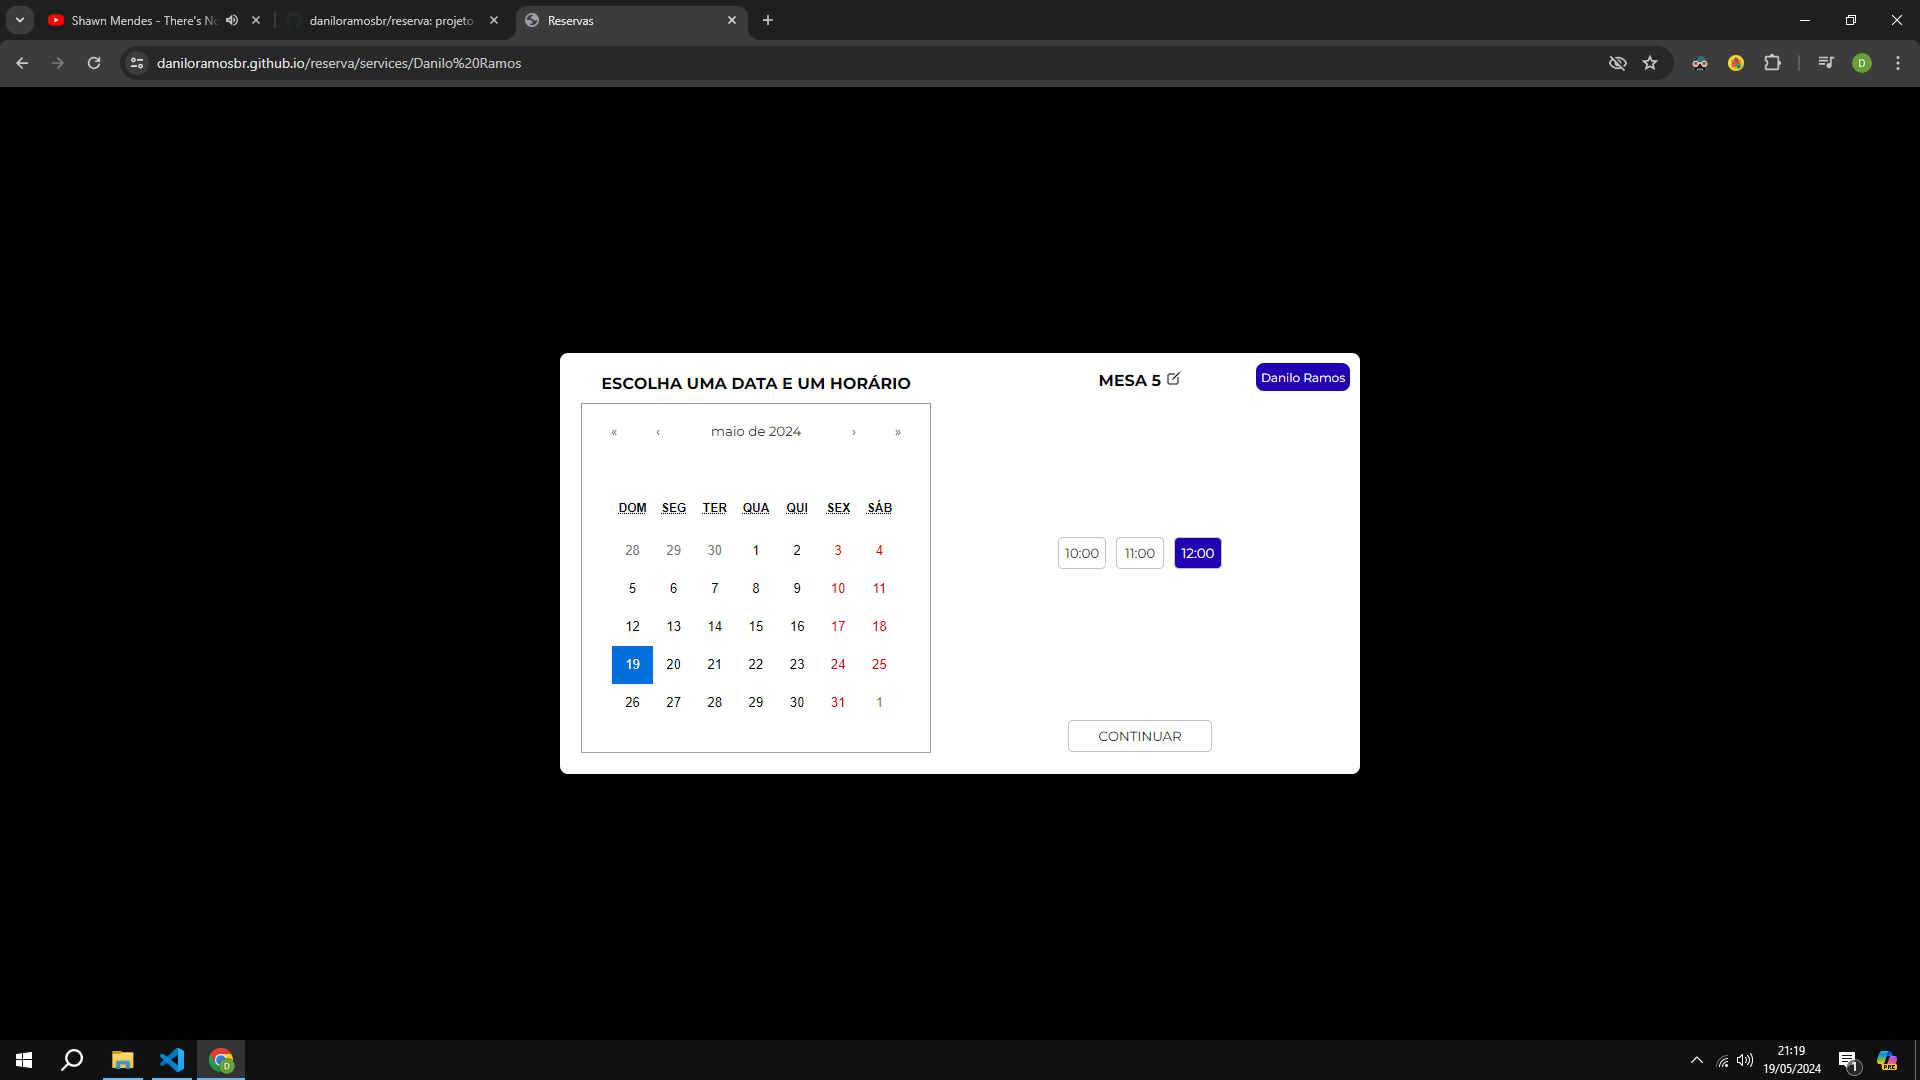 Shawn Mendes - There's No
daniloramosbr/reserva: projeto
Reservas
daniloramosbr.github.io/reserva/services/Danilo%20Ramos
D
ESCOLHA UMA DATA E UM HORÁRIO
MESA 5
Danilo Ramos
« ‹ maio de 2024 › »
DOM SEG TER QUA QUI SEX SÁB
28 29 30 1 2 3 4
5 6 7 8 9 10 11
12 13 14 15 16 17 18
19 20 21 22 23 24 25
26 27 28 29 30 31 1
10:00 11:00 12:00
CONTINUAR
D
21:19
19/05/2024
1
PRE